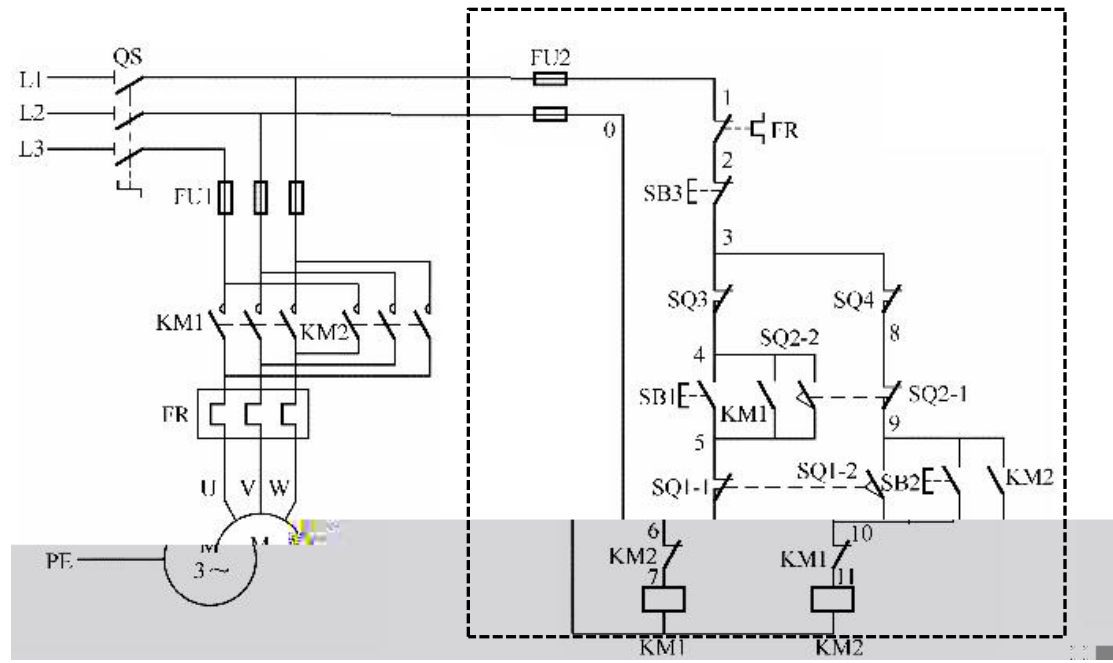 QS
FU2
L1
L2
L3
0
1
FR
2
FU1
SB3
3
KM1
KM2
SQ3
SQ4
8
SQ2-2
4
FR
SB1
KM1
SQ2-1
9
5
U V W
SQ1-1
SQ1-2
SB2
KM2
6
10
PE
M
3~
KM2
KM1
7
11
KM1
KM2